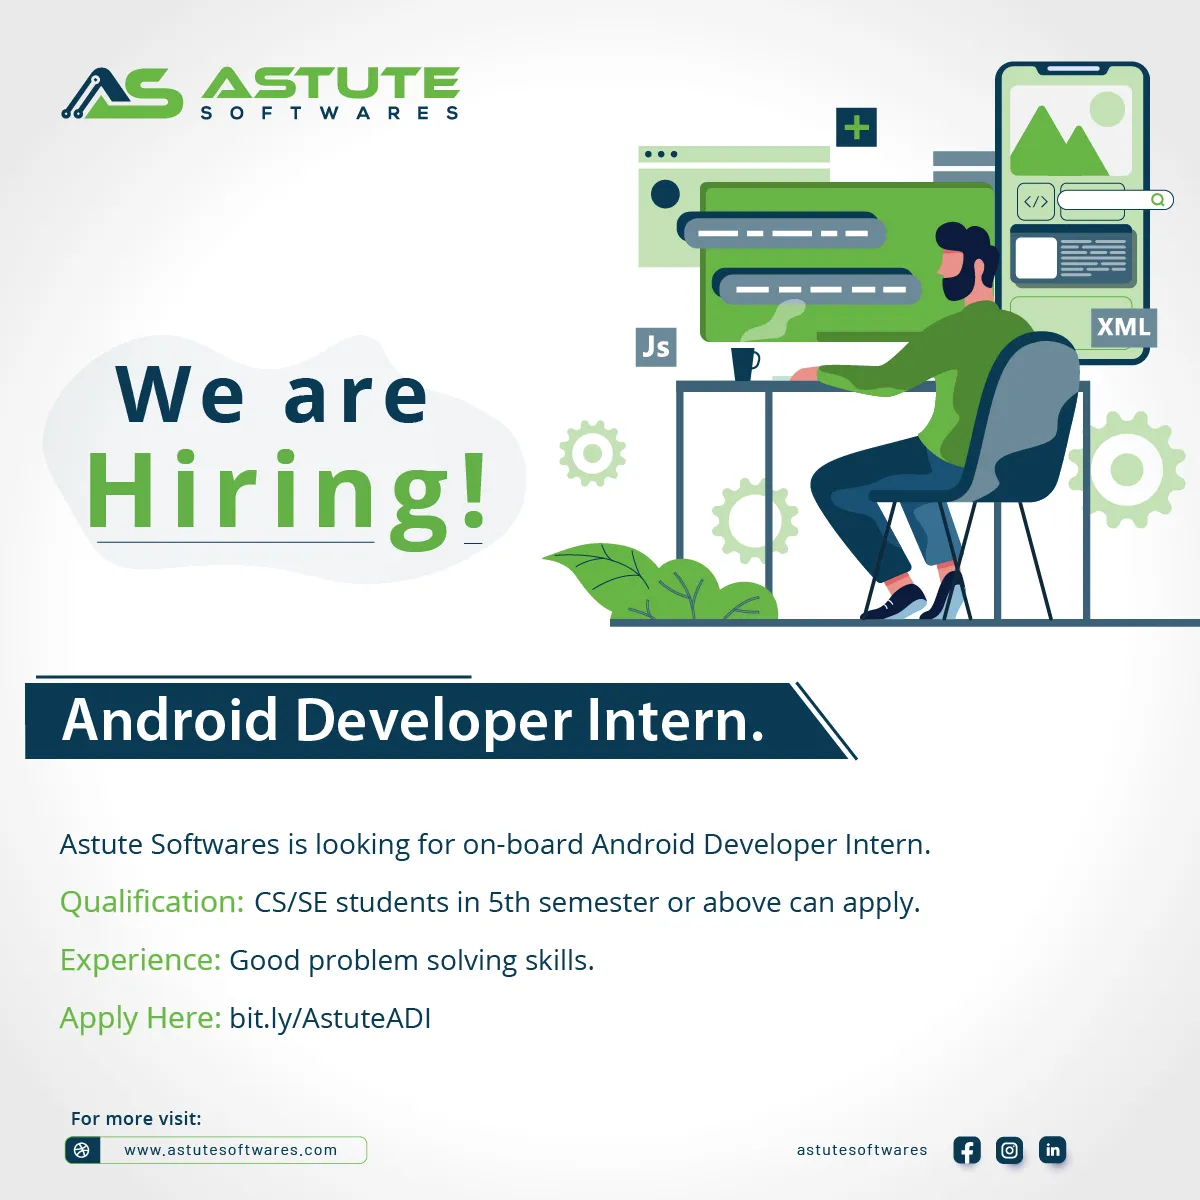 AS ASTUTE
SOFTWARES
</>
XML
Js
We are
Hiring!
Android Developer Intern.
Astute Softwares is looking for on-board Android Developer Intern.
Qualification: CS/SE students in 5th semester or above can apply.
Experience: Good problem solving skills.
Apply Here: bit.ly/AstuteADI
For more visit:
www.astutesoftwares.com
astutesoftwares